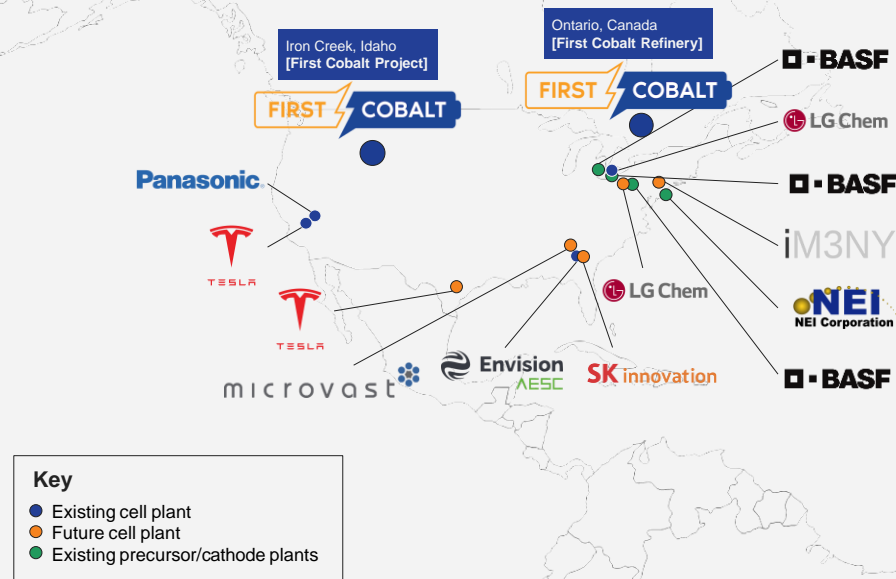 Iron Creek, Idaho
[First Cobalt Project]
FIRST COBALT
Ontario, Canada
[First Cobalt Refinery]
FIRST COBALT
BASF
LG Chem
BASF
iM3NY
NEI
NEI Corporation
BASF
Panasonic
TESLA
TESLA
microvast
Envision
AESC
SK innovation
LG Chem
Key
Existing cell plant
Future cell plant
Existing precursor/cathode plants